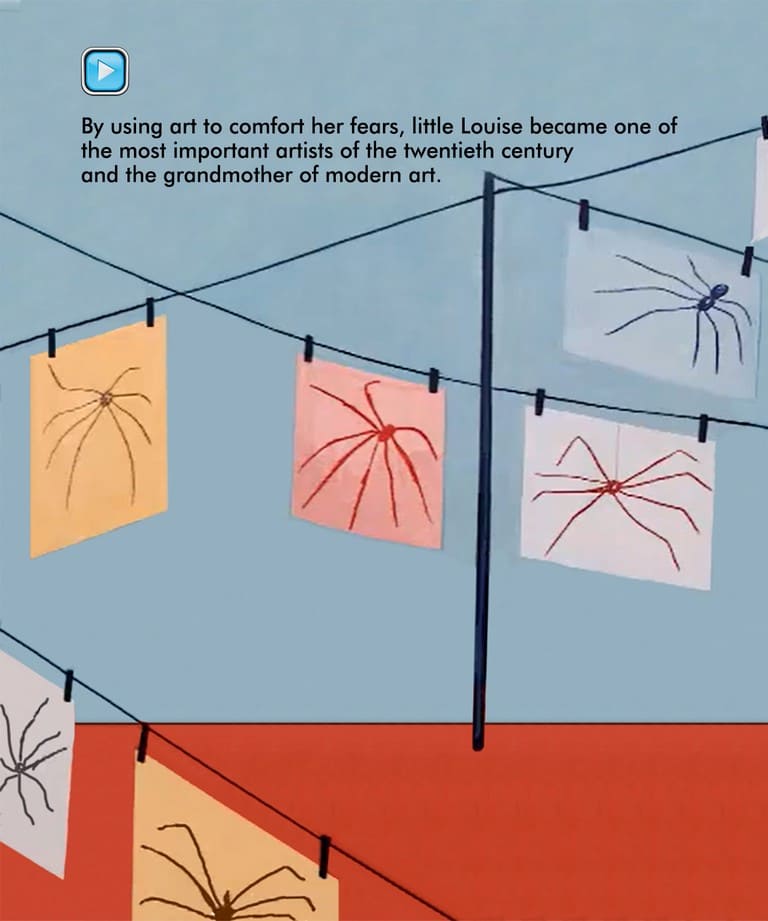 By using art to comfort her fears, little Louise became one of
the most important artists of the twentieth century
and the grandmother of modern art.